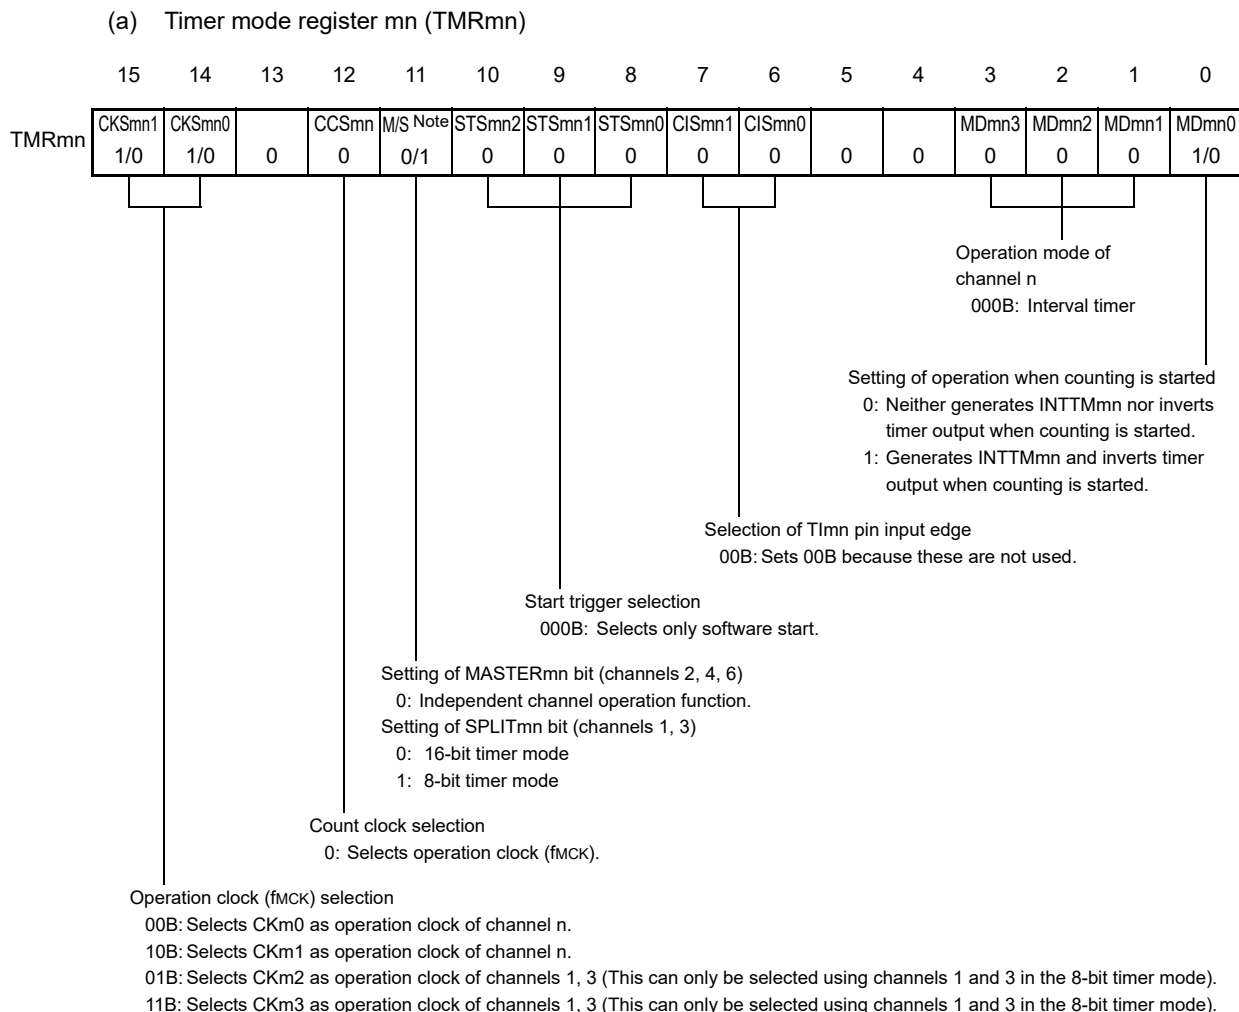 (a) Timer mode register mn (TMRmn)
15 14 13 12 11 10 9 8 7 6 5 4 3 2 1 0
TMRmn
CKSmn1 CKSmn0 CCSmn M/S Note STSmn2 STSmn1 STSmn0 CISmn1 CISmn0 MDmn3 MDmn2 MDmn1 MDmn0
1/0 1/0 0 0 0/1 0 0 0 0 0 0 0 0 0 0 1/0
Operation mode of
channel n
000B: Interval timer
Setting of operation when counting is started
0: Neither generates INTTMmn nor inverts
timer output when counting is started.
1: Generates INTTMmn and inverts timer
output when counting is started.
Selection of TImn pin input edge
00B: Sets 00B because these are not used.
Start trigger selection
000B: Selects only software start.
Setting of MASTERmn bit (channels 2, 4, 6)
0: Independent channel operation function.
Setting of SPLITmn bit (channels 1, 3)
0: 16-bit timer mode
1: 8-bit timer mode
Count clock selection
0: Selects operation clock (fMCK).
Operation clock (fMCK) selection
00B: Selects CKm0 as operation clock of channel n.
10B: Selects CKm1 as operation clock of channel n.
01B: Selects CKm2 as operation clock of channels 1, 3 (This can only be selected using channels 1 and 3 in the 8-bit timer mode).
11B: Selects CKm3 as operation clock of channels 1, 3 (This can only be selected using channels 1 and 3 in the 8-bit timer mode).